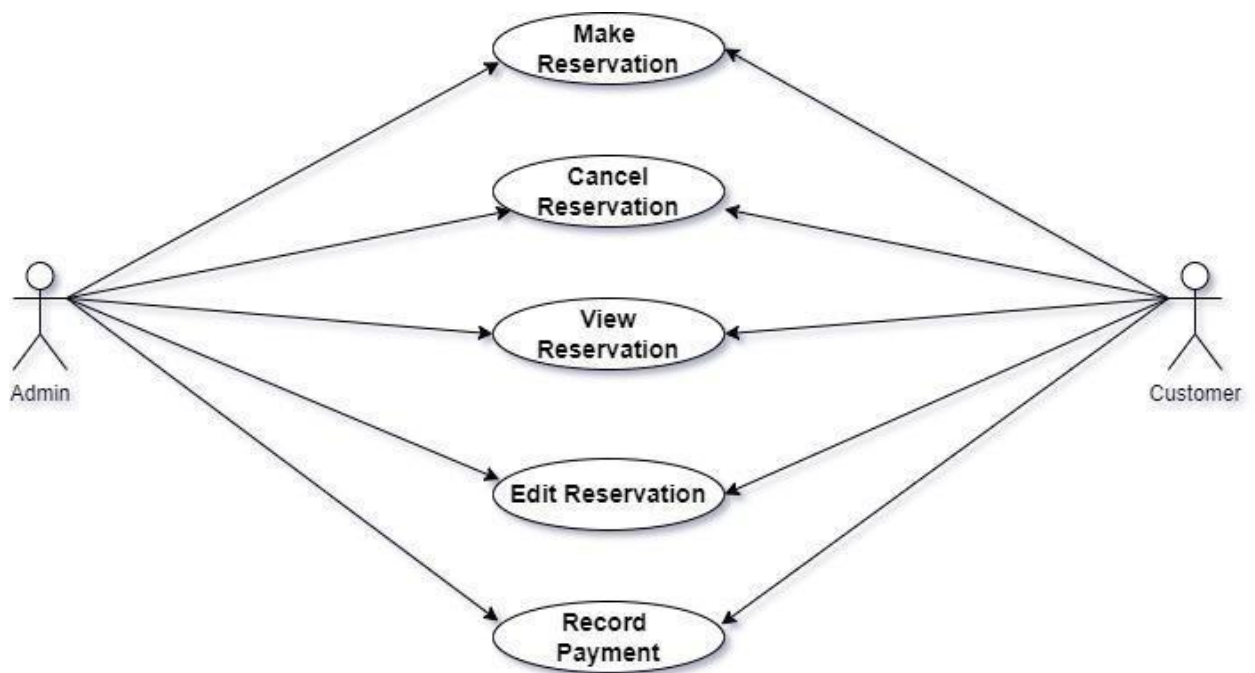 Make
Reservation
Cancel
Reservation
View
Reservation
Admin
Customer
Edit Reservation
Record
Payment